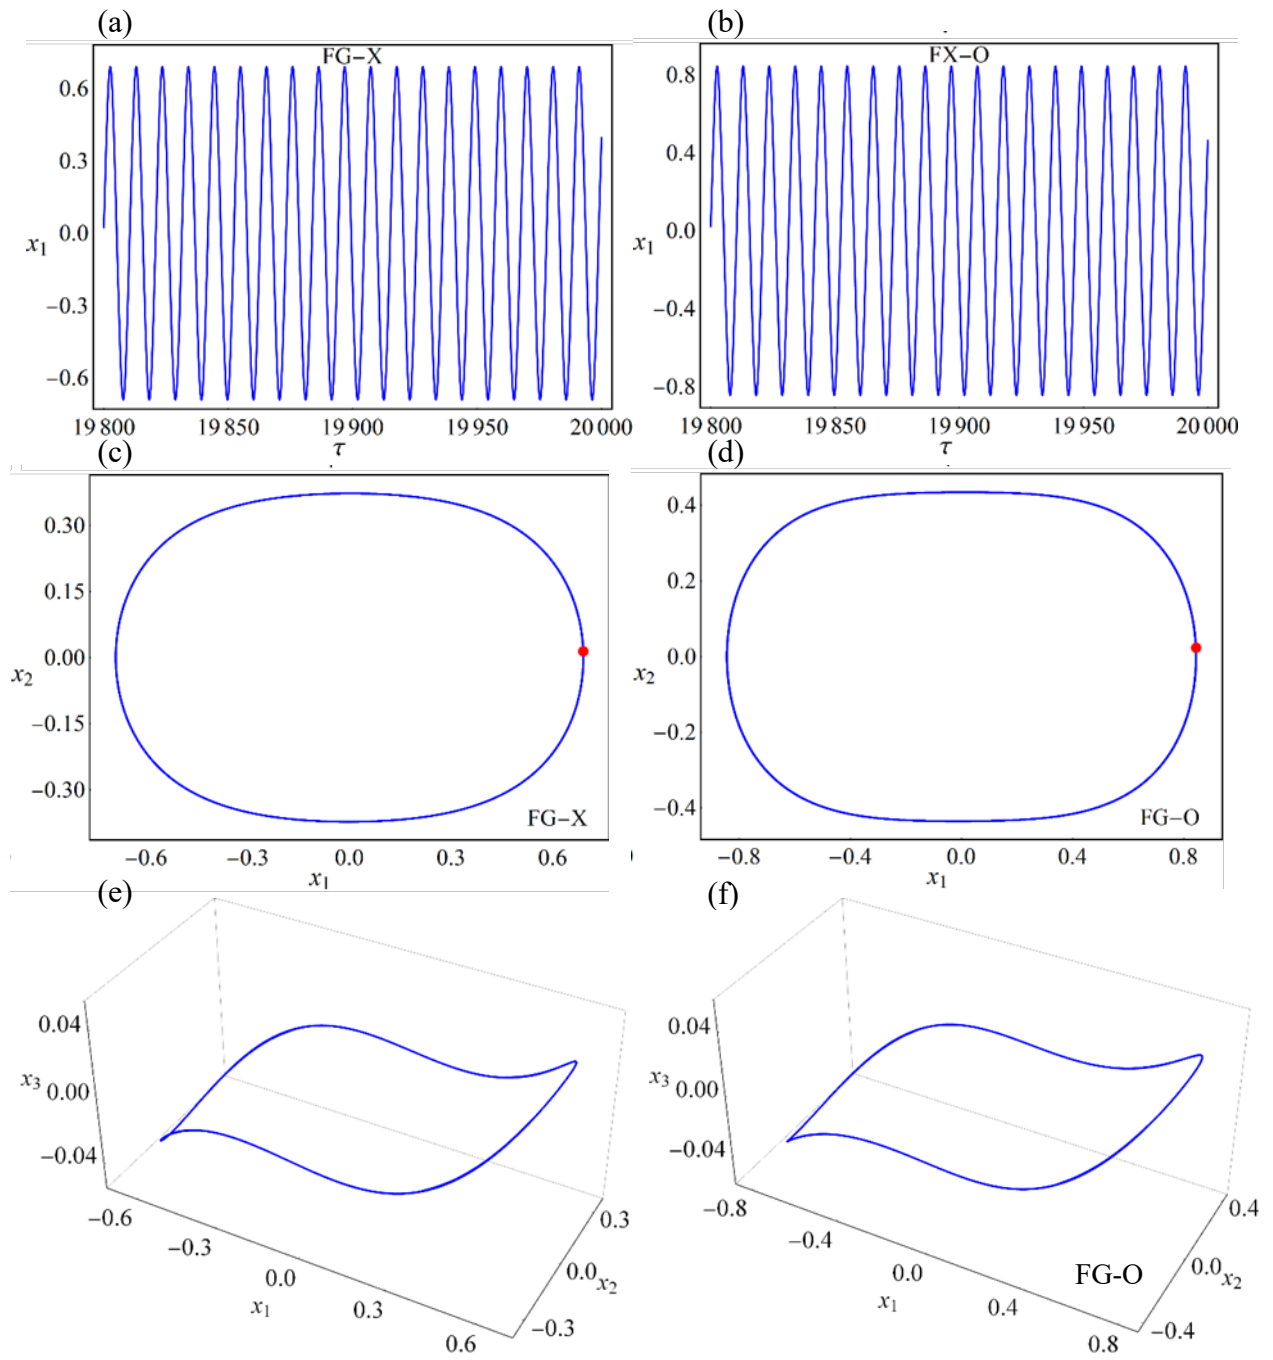 (a)
FG−X
0.6
0.3
0.0
x1
−0.3
−0.6
19 800 19 850 19 900 19 950 20 000
τ
(b)
FX−O
0.8
0.4
0.0
x1
−0.4
−0.8
19 800 19 850 19 900 19 950 20 000
τ
(c)
0.30
0.15
0.00
x2
−0.15
−0.30
FG−X
−0.6 −0.3 0.0 0.3 0.6
x1
(d)
0.4
0.2
0.0
x2
−0.2
−0.4
FG−O
−0.8 −0.4 0.0 0.4 0.8
x1
(e)
0.04
x3 0.00
−0.04
−0.6
−0.3
0.0
0.3
0.6
x1
0.3
0.0 x2
−0.3
(f)
0.04
x3 0.00
−0.04
−0.8
−0.4
0.0
0.4
0.8
x1
0.4
0.0 x2
−0.4
FG-O